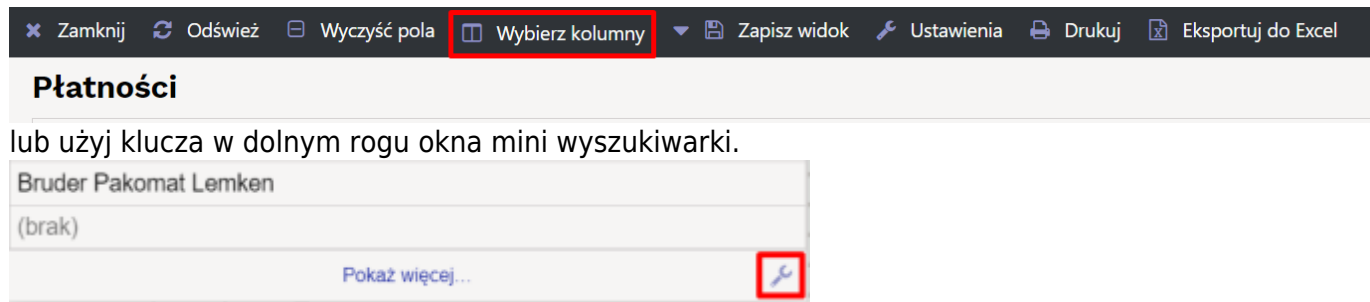 Zamknij Odśwież Wyczyść pola Wybierz kolumny Zapisz widok Ustawienia Drukuj Eksportuj do Excel
Płatności
lub użyj klucza w dolnym rogu okna mini wyszukiwarki.
Bruder Pakomat Lemken
(brak)
Pokaż więcej...